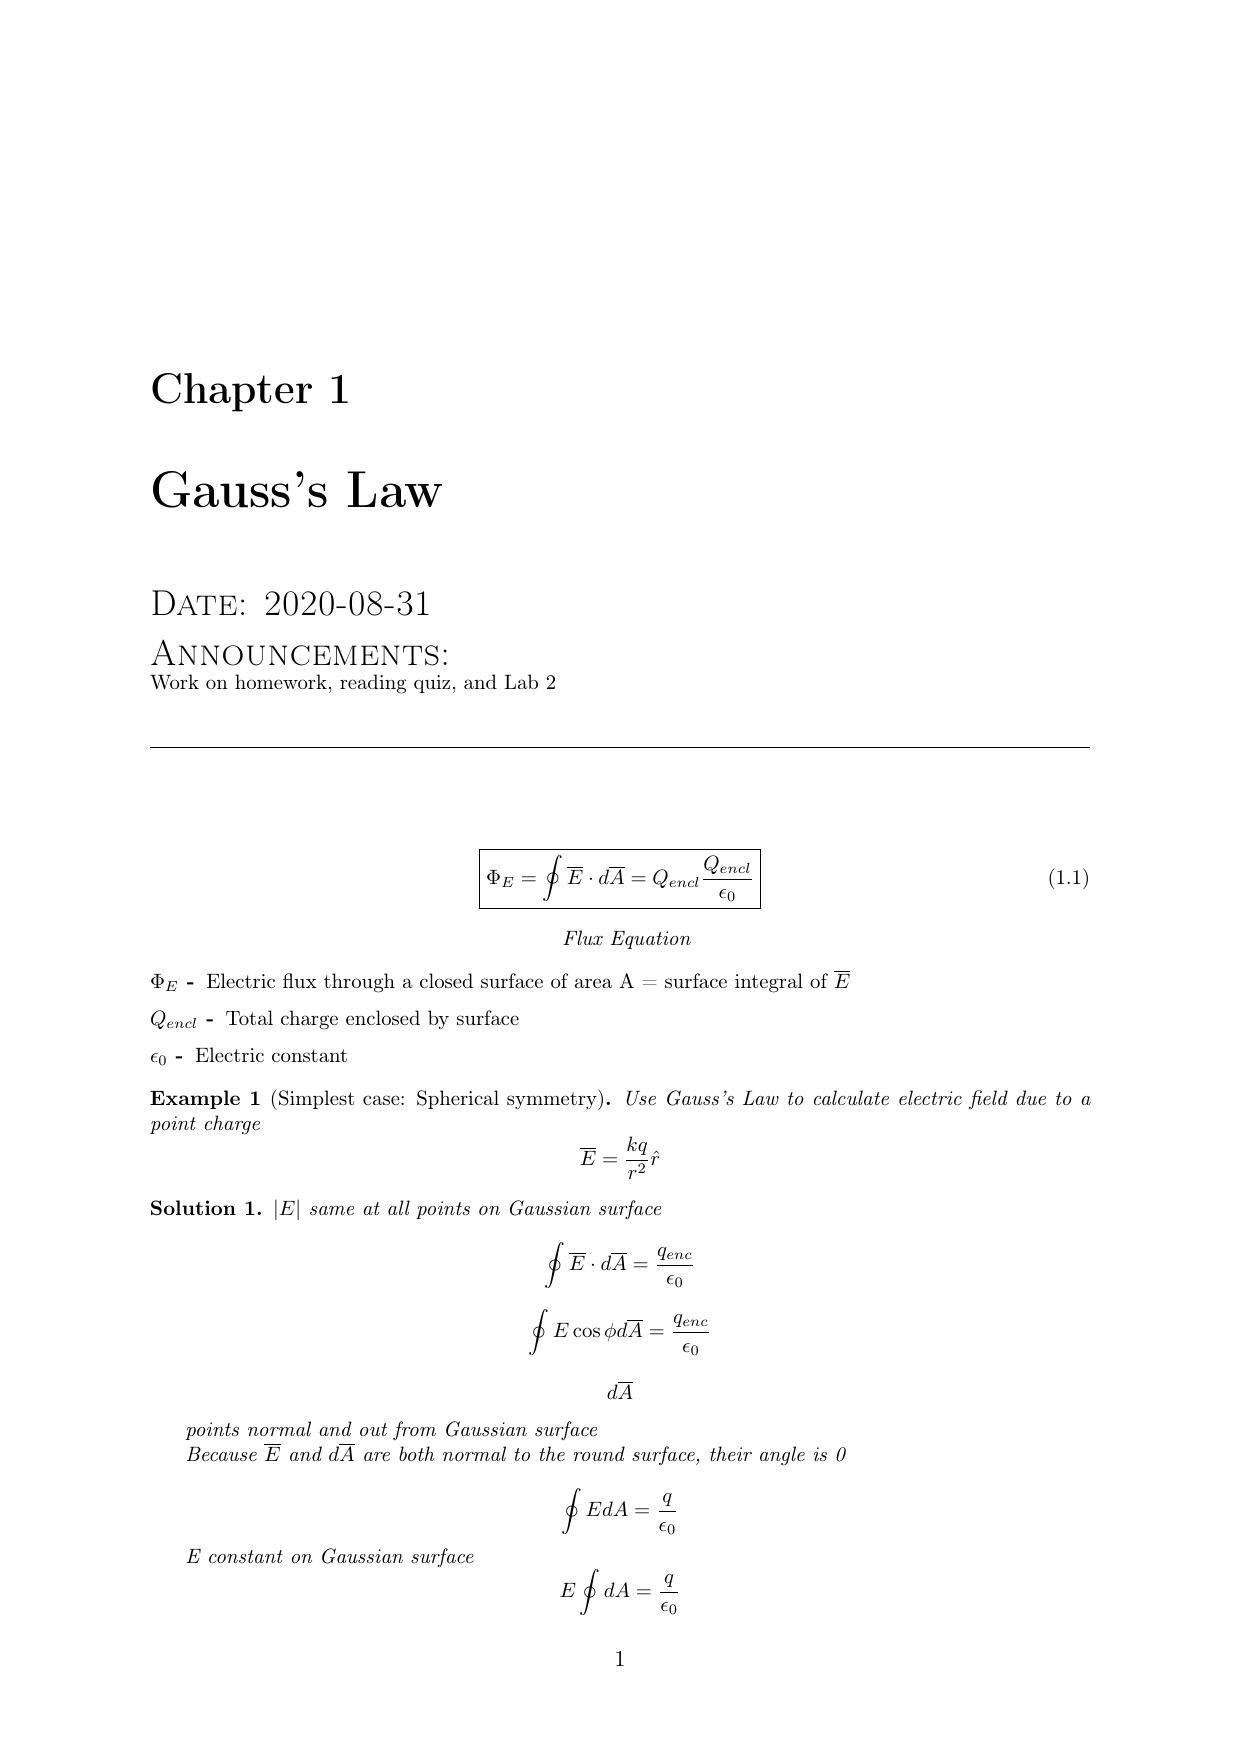 Chapter 1
Gauss's Law
DATE: 2020-08-31
ANNOUNCEMENTS:
Work on homework, reading quiz, and Lab 2
$$\Phi_E = \oint \overline{E} \cdot d\overline{A} = Q_{encl} \frac{Q_{encl}}{\epsilon_0}$$ (1.1)
Flux Equation
$\Phi_E$ - Electric flux through a closed surface of area A = surface integral of $\overline{E}$
$Q_{encl}$ - Total charge enclosed by surface
$\epsilon_0$ - Electric constant
Example 1 (Simplest case: Spherical symmetry). Use Gauss's Law to calculate electric field due to a
point charge
$$\overline{E} = \frac{kq}{r^2} \hat{r}$$
Solution 1. $|E|$ same at all points on Gaussian surface
$$\oint \overline{E} \cdot d\overline{A} = \frac{q_{enc}}{\epsilon_0}$$
$$\oint E \cos \phi d\overline{A} = \frac{q_{enc}}{\epsilon_0}$$
$$d\overline{A}$$
points normal and out from Gaussian surface
Because $\overline{E}$ and $d\overline{A}$ are both normal to the round surface, their angle is 0
$$\oint E dA = \frac{q}{\epsilon_0}$$
E constant on Gaussian surface
$$E \oint dA = \frac{q}{\epsilon_0}$$
1